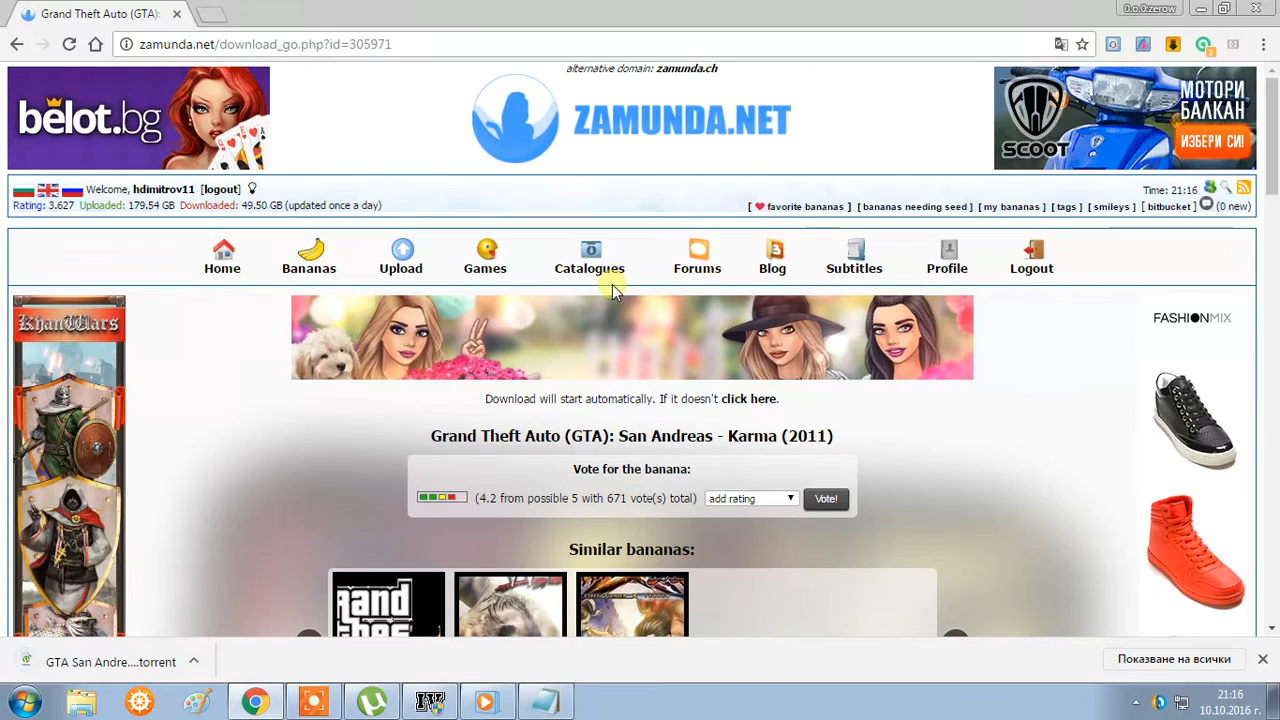 Grand Theft Auto (GTA):
0.o.0:zerow
zamunda.net/download_go.php?id=305971
alternative domain: zamunda.ch
belot.bg
ZAMUNDA.NET
SCOOT
МОТОРИ
БАЛКАН
ИЗБЕРИ СИ!
Welcome, hdimitrov11 [logout]
Time: 21:16
Rating: 3.627 Uploaded: 179.54 GB Downloaded: 49.50 GB (updated once a day)
[ favorite bananas ] [ bananas needing seed ] [ my bananas ] [ tags ] [ smileys ] [ bitbucket ] (0 new)
Home Bananas Upload Games Catalogues Forums Blog Subtitles Profile Logout
KhanWars
FASHIONMIX
Download will start automatically. If it doesn't click here.
Grand Theft Auto (GTA): San Andreas - Karma (2011)
Vote for the banana:
(4.2 from possible 5 with 671 vote(s) total) add rating Vote!
Similar bananas:
GTA San Andre....torrent
Показване на всички
IV
21:16
10.10.2016 г.